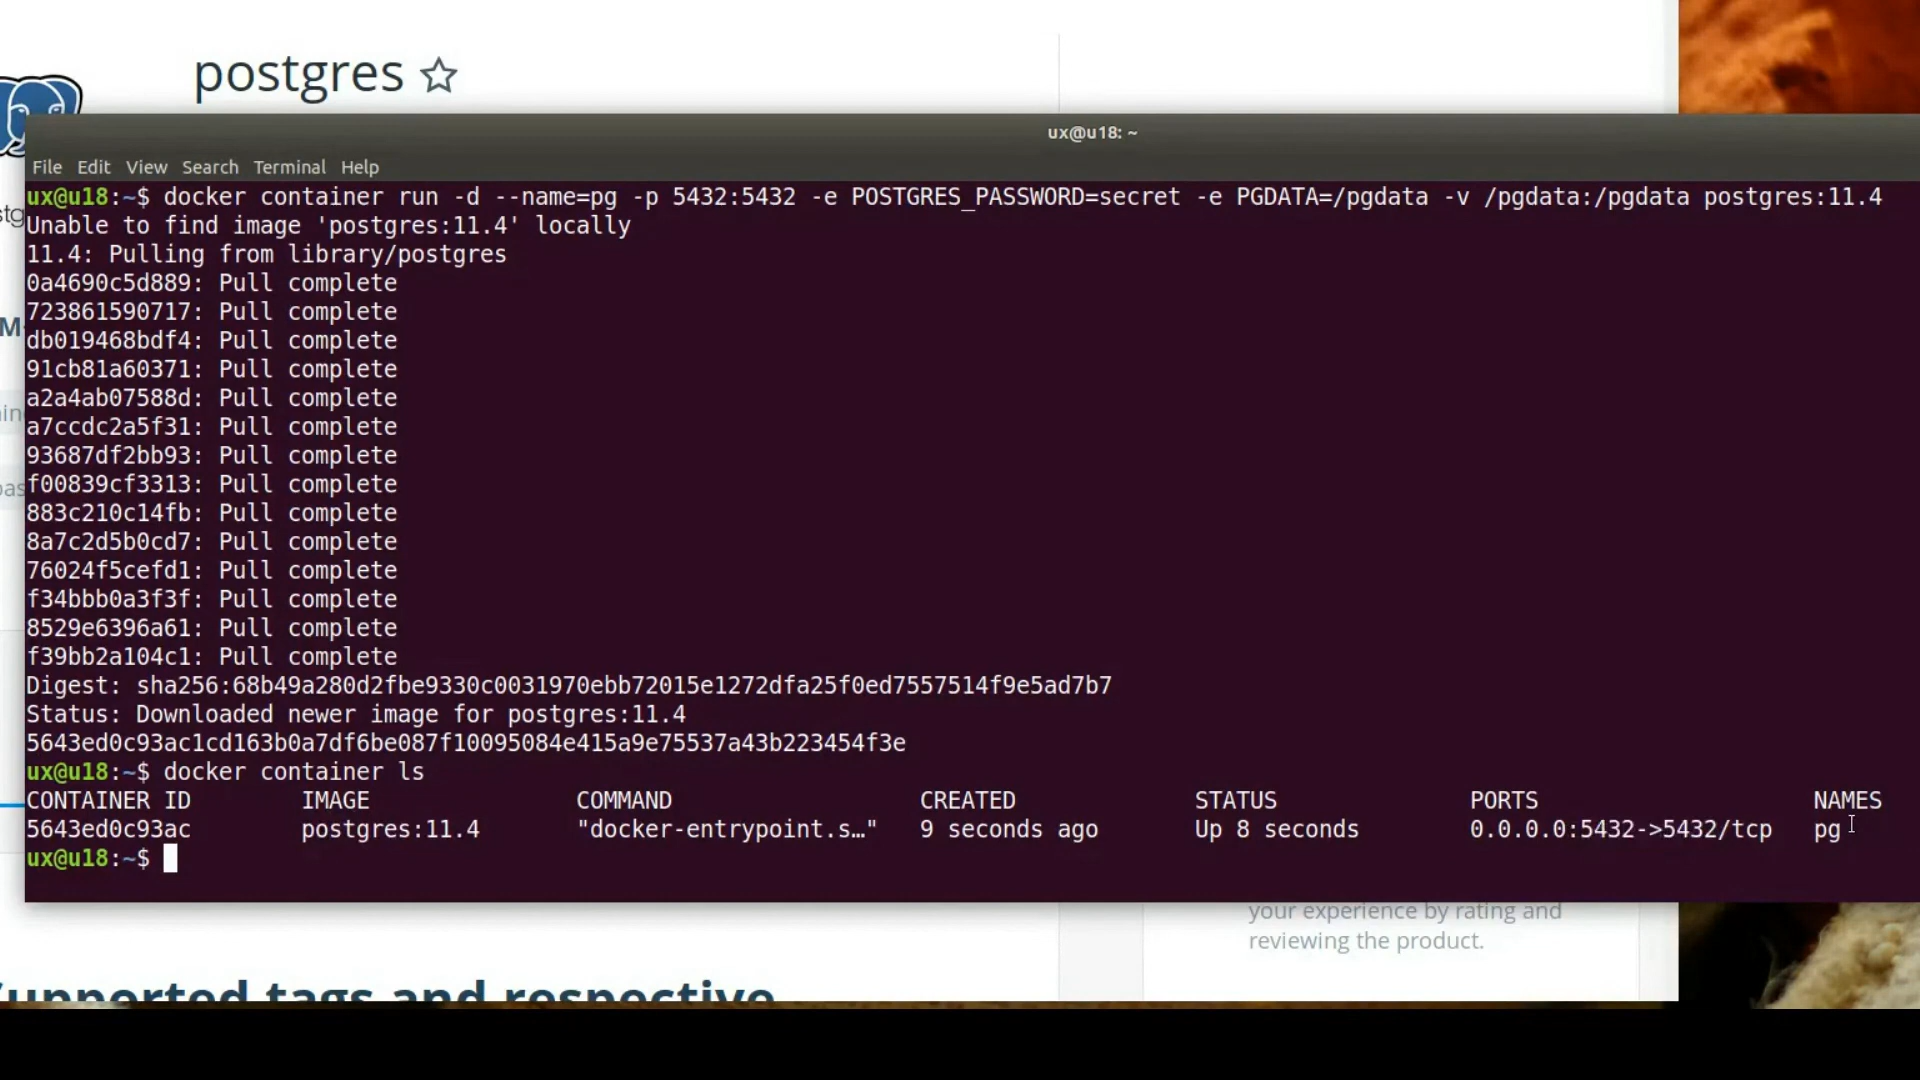 postgres
ux@u18: ~
File Edit View Search Terminal Help
ux@u18:~$ docker container run -d --name=pg -p 5432:5432 -e POSTGRES_PASSWORD=secret -e PGDATA=/pgdata -v /pgdata:/pgdata postgres:11.4
Unable to find image 'postgres:11.4' locally
11.4: Pulling from library/postgres
0a4690c5d889: Pull complete
723861590717: Pull complete
db019468bdf4: Pull complete
91cb81a60371: Pull complete
a2a4ab07588d: Pull complete
a7ccdc2a5f31: Pull complete
93687df2bb93: Pull complete
f00839cf3313: Pull complete
883c210c14fb: Pull complete
8a7c2d5b0cd7: Pull complete
76024f5cefd1: Pull complete
f34bbb0a3f3f: Pull complete
8529e6396a61: Pull complete
f39bb2a104c1: Pull complete
Digest: sha256:68b49a280d2fbe9330c0031970ebb72015e1272dfa25f0ed7557514f9e5ad7b7
Status: Downloaded newer image for postgres:11.4
5643ed0c93ac1cd163b0a7df6be087f10095084e415a9e75537a43b223454f3e
ux@u18:~$ docker container ls
CONTAINER ID IMAGE COMMAND CREATED STATUS PORTS NAMES
5643ed0c93ac postgres:11.4 "docker-entrypoint.s…" 9 seconds ago Up 8 seconds 0.0.0.0:5432->5432/tcp pg
ux@u18:~$
your experience by rating and
reviewing the product.
Supported tags and respective